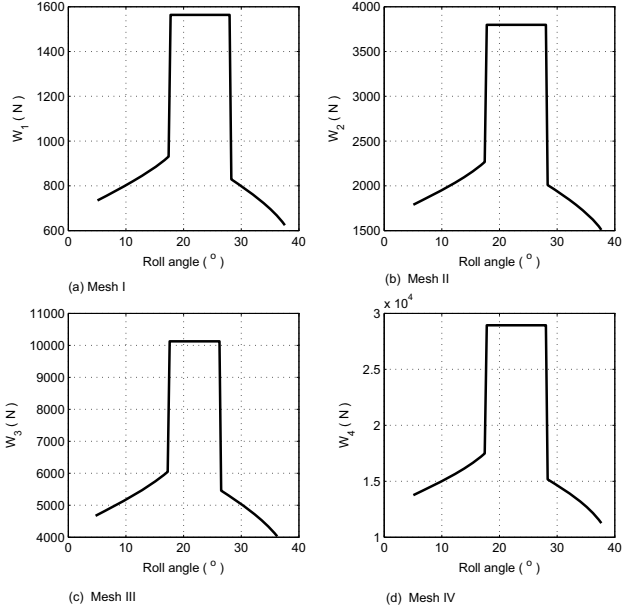 1600
1400
1200
1000
800
600
0 10 20 30 40
W1 ( N )
Roll angle ( o )
(a) Mesh I
4000
3500
3000
2500
2000
1500
0 10 20 30 40
W2 ( N )
Roll angle ( o )
(b) Mesh II
11000
10000
9000
8000
7000
6000
5000
4000
0 10 20 30 40
W3 ( N )
Roll angle ( o )
(c) Mesh III
x 10^4
3
2.5
2
1.5
1
0 10 20 30 40
W4 ( N )
Roll angle ( o )
(d) Mesh IV